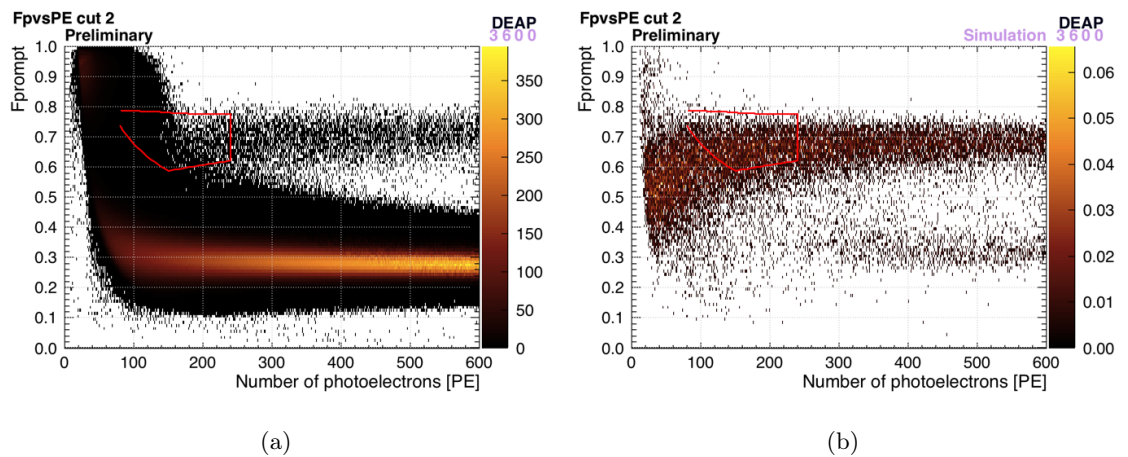 FpvsPE cut 2
DEAP
Preliminary
3600
Fprompt
1.0
0.9
0.8
0.7
0.6
0.5
0.4
0.3
0.2
0.1
0.0
0 100 200 300 400 500 600
Number of photoelectrons [PE]
350
300
250
200
150
100
50
0
(a)
FpvsPE cut 2
DEAP
Preliminary
Simulation 3600
Fprompt
1.0
0.9
0.8
0.7
0.6
0.5
0.4
0.3
0.2
0.1
0.0
0 100 200 300 400 500 600
Number of photoelectrons [PE]
0.06
0.05
0.04
0.03
0.02
0.01
0.00
(b)